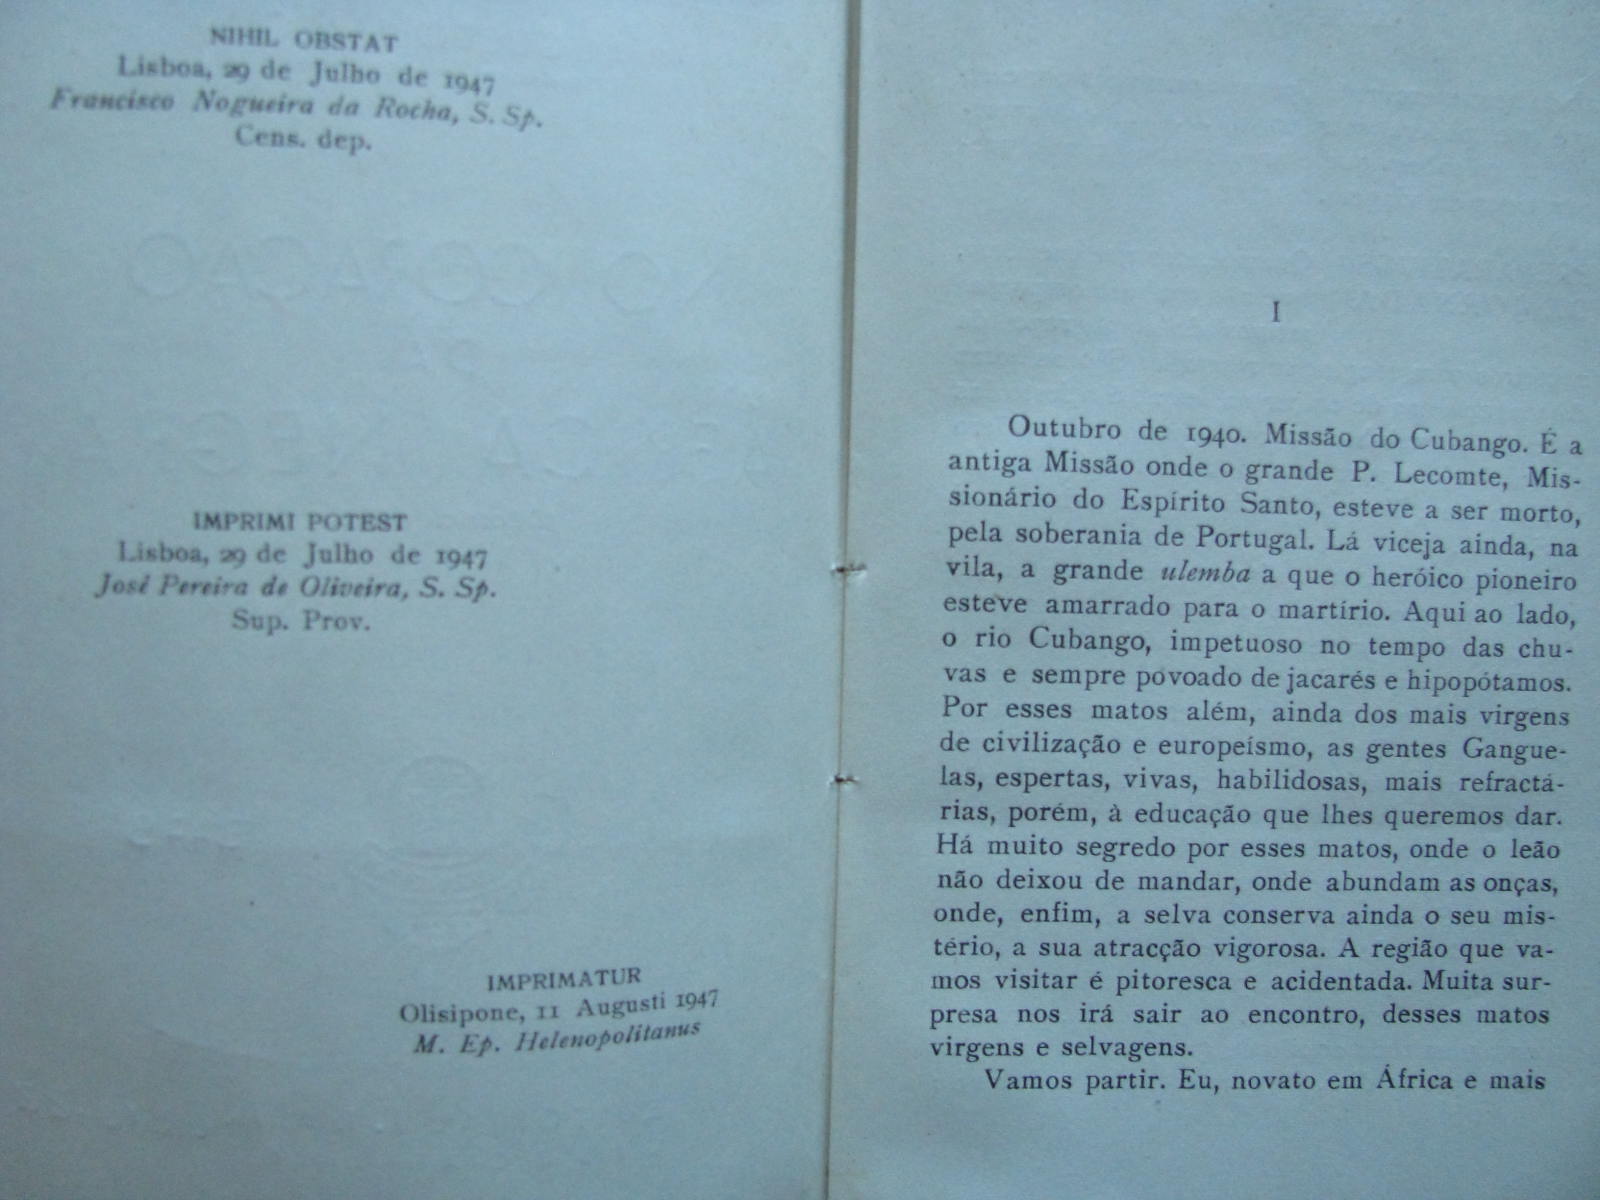 NIHIL OBSTAT
Lisboa, 29 de Julho de 1947
Francisco Nogueira da Rocha, S. Sp.
Cens. dep.
IMPRIMI POTEST
Lisboa, 29 de Julho de 1947
José Pereira de Oliveira, S. Sp.
Sup. Prov.
IMPRIMATUR
Olisipone, 11 Augusti 1947
M. Ep. Helenopolitanus
I
Outubro de 1940. Missão do Cubango. É a
antiga Missão onde o grande P. Lecomte, Mis-
sionário do Espírito Santo, esteve a ser morto,
pela soberania de Portugal. Lá viceja ainda, na
vila, a grande ulemba a que o heróico pioneiro
esteve amarrado para o martírio. Aqui ao lado,
o rio Cubango, impetuoso no tempo das chu-
vas e sempre povoado de jacarés e hipopótamos.
Por esses matos além, ainda dos mais virgens
de civilização e europeísmo, as gentes Gangue-
las, espertas, vivas, habilidosas, mais refractá-
rias, porém, à educação que lhes queremos dar.
Há muito segredo por esses matos, onde o leão
não deixou de mandar, onde abundam as onças,
onde, enfim, a selva conserva ainda o seu mis-
tério, a sua atracção vigorosa. A região que va-
mos visitar é pitoresca e acidentada. Muita sur-
presa nos irá sair ao encontro, desses matos
virgens e selvagens.
Vamos partir. Eu, novato em África e mais